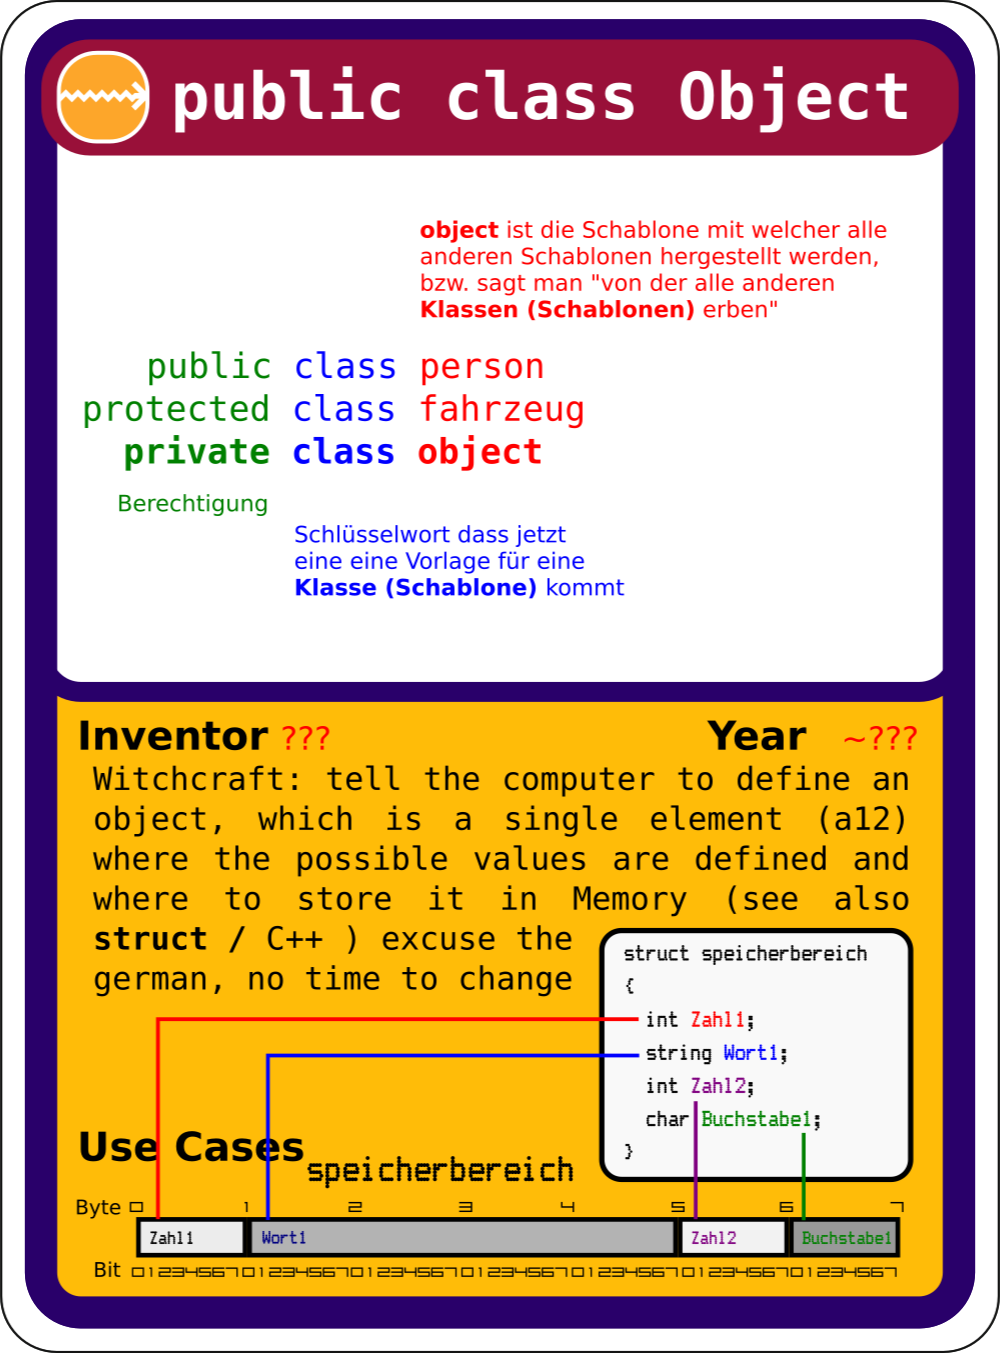 public class Object
object ist die Schablone mit welcher alle
anderen Schablonen hergestellt werden,
bzw. sagt man "von der alle anderen
Klassen (Schablonen) erben"
public class person
protected class fahrzeug
private class object
Berechtigung
Schlüsselwort dass jetzt
eine eine Vorlage für eine
Klasse (Schablone) kommt
Inventor ??? Year ~???
Witchcraft: tell the computer to define an
object, which is a single element (a12)
where the possible values are defined and
where to store it in Memory (see also
struct / C++ ) excuse the
german, no time to change
struct speicherbereich
{
int Zahl1;
string Wort1;
int Zahl2;
char Buchstabe1;
}
Use Cases
speicherbereich
Byte 0 1 2 3 4 5 6 7
Zahl1 Wort1 Zahl2 Buchstabe1
Bit 01234567012345670123456701234567012345670123456701234567